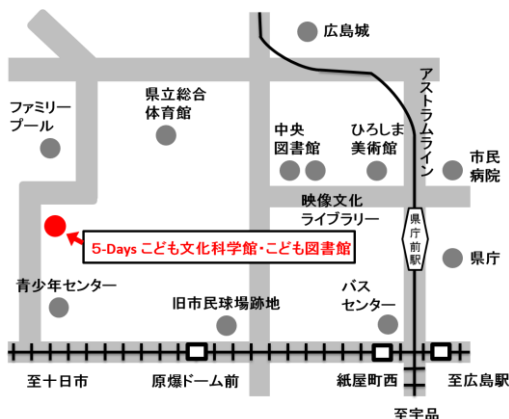 広島城
アストラムライン
ファミリー
プール
県立総合
体育館
中央
図書館
ひろしま
美術館
市民
病院
映像文化
ライブラリー
県庁前駅
5-Days こども文化科学館・こども図書館
県庁
青少年センター
旧市民球場跡地
バス
センター
至十日市
原爆ドーム前
紙屋町西
至広島駅
至宇品